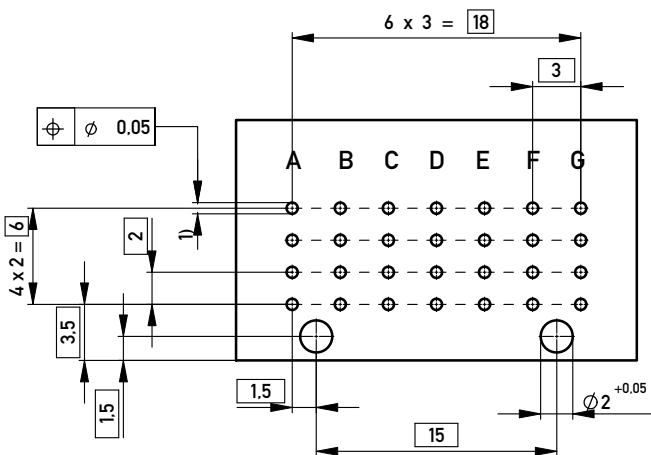 6 x 3 = 18
3
⌖ ⌀ 0,05
A B C D E F G
1)
4 x 2 = 6
2
3,5
1,5
1,5
⌀2 +0,05
15